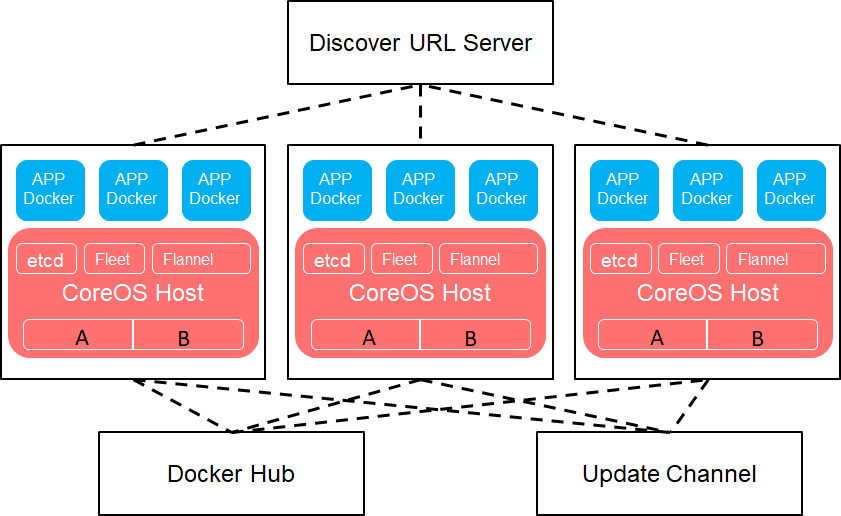 Discover URL Server
APP APP APP APP APP APP APP APP APP
Docker Docker Docker Docker Docker Docker Docker Docker Docker
etcd Fleet Flannel etcd Fleet Flannel etcd Fleet Flannel
CoreOS Host CoreOS Host CoreOS Host
A B A B A B
Docker Hub Update Channel